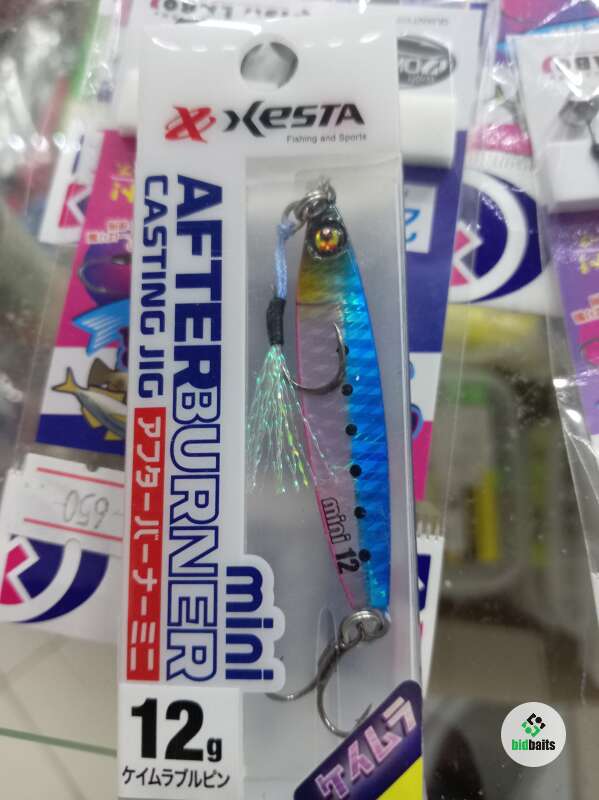 XESTA
Fishing and Sports
AFTERBURNER
mini
CASTING JIG
アフターバーナーミニ
mini 12
12g
ケイムラブルピン
ケイムラ
650
bidbaits